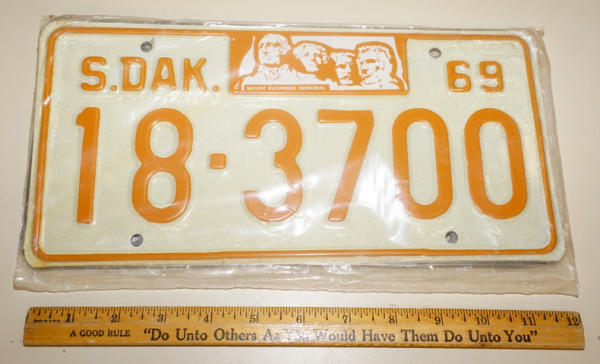 S.DAK.
MOUNT RUSHMORE MEMORIAL
69
18·3700
1 2 3 4 5 6 7 8 9 10 11 12
A GOOD RULE "Do Unto Others As You Would Have Them Do Unto You"